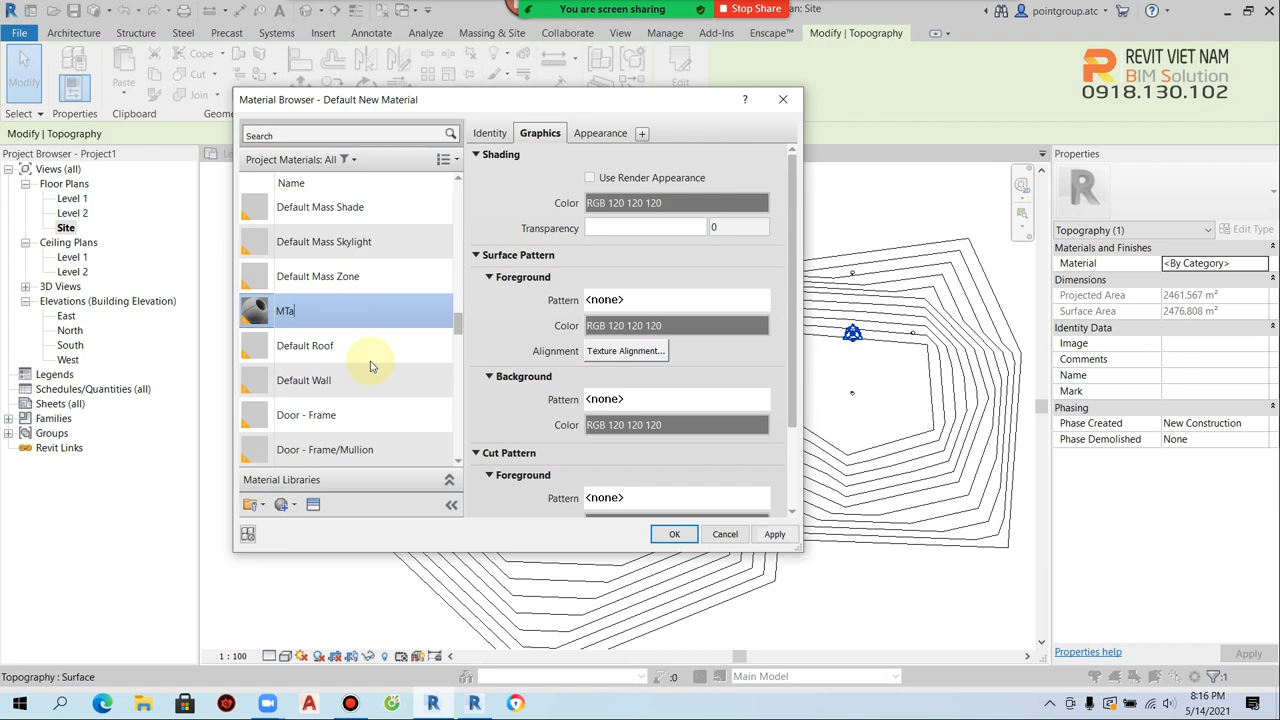 You are screen sharing
Stop Share
an: Site
pointgroup.atc
File
Architecture
Structure
Steel
Precast
Systems
Insert
Annotate
Analyze
Massing & Site
Collaborate
View
Manage
Add-Ins
Enscape™
Modify | Topography
Modify
Paste
Cope
Cut
Join
Edit
Select
Properties
Clipboard
Geome
REVIT VIET NAM
BIM Solution
0918.130.102
Modify | Topography
Project Browser - Project1
Views (all)
Floor Plans
Level 1
Level 2
Site
Ceiling Plans
Level 1
Level 2
3D Views
Elevations (Building Elevation)
East
North
South
West
Legends
Schedules/Quantities (all)
Sheets (all)
Families
Groups
Revit Links
Material Browser - Default New Material
?
Search
Project Materials: All
Name
Default Mass Shade
Default Mass Skylight
Default Mass Zone
MTa
Default Roof
Default Wall
Door - Frame
Door - Frame/Mullion
Material Libraries
Identity
Graphics
Appearance
Shading
Use Render Appearance
Color
RGB 120 120 120
Transparency
0
Surface Pattern
Foreground
Pattern
<none>
Color
RGB 120 120 120
Alignment
Texture Alignment...
Background
Pattern
<none>
Color
RGB 120 120 120
Cut Pattern
Foreground
Pattern
<none>
OK
Cancel
Apply
Properties
R
Topography (1)
Edit Type
Materials and Finishes
Material
<By Category>
Dimensions
Projected Area
2461.567 m²
Surface Area
2476.808 m²
Identity Data
Image
Comments
Name
Mark
Phasing
Phase Created
New Construction
Phase Demolished
None
Properties help
Apply
1 : 100
Topography : Surface
:0
Main Model
:1
8:16 PM
5/14/2021